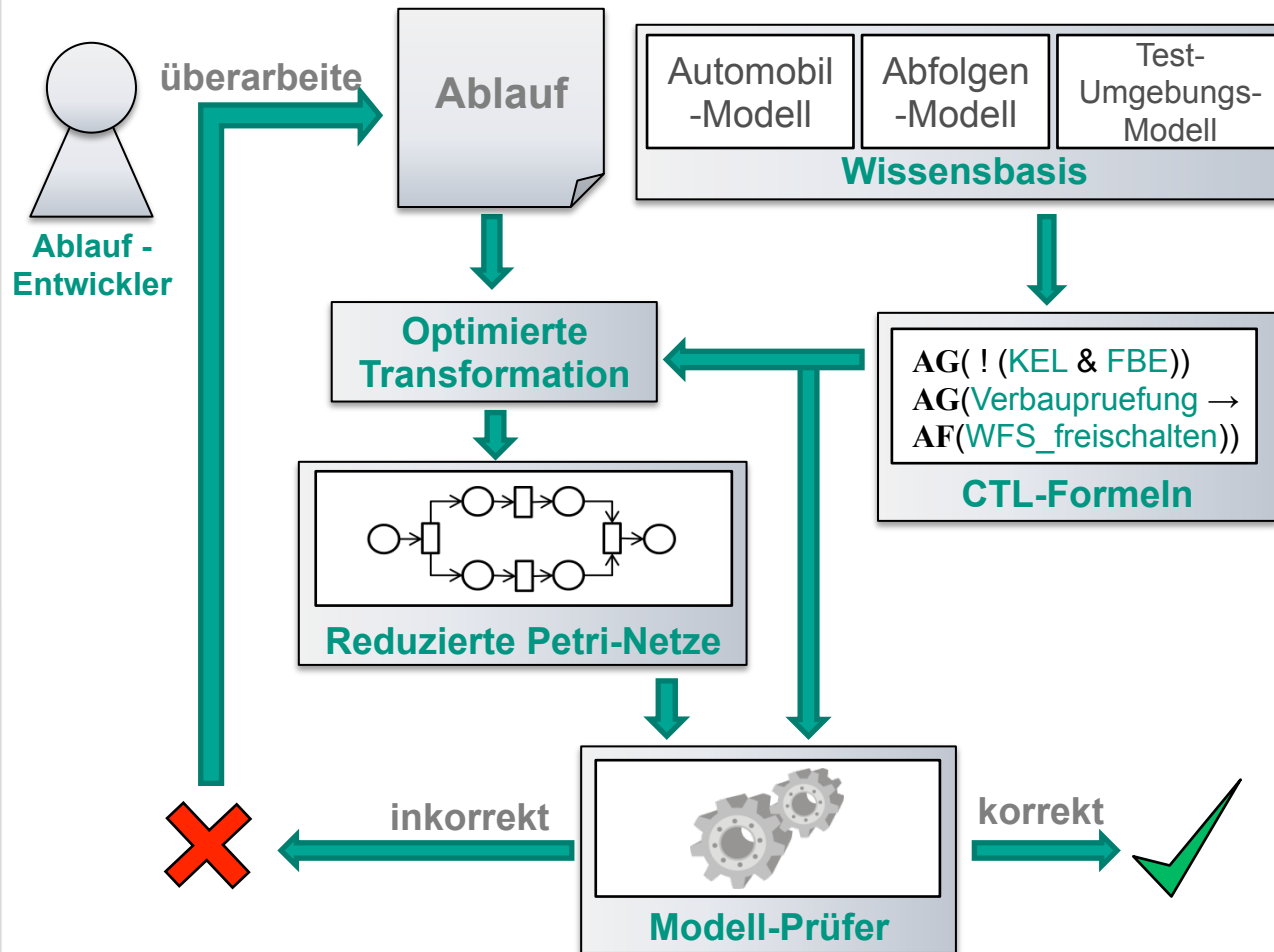 überarbeite
Ablauf
Automobil
-Modell
Abfolgen
-Modell
Test-
Umgebungs-
Modell
Wissensbasis
Ablauf -
Entwickler
Optimierte
Transformation
AG( ! (KEL & FBE))
AG(Verbaupruefung →
AF(WFS_freischalten))
CTL-Formeln
Reduzierte Petri-Netze
inkorrekt
korrekt
Modell-Prüfer